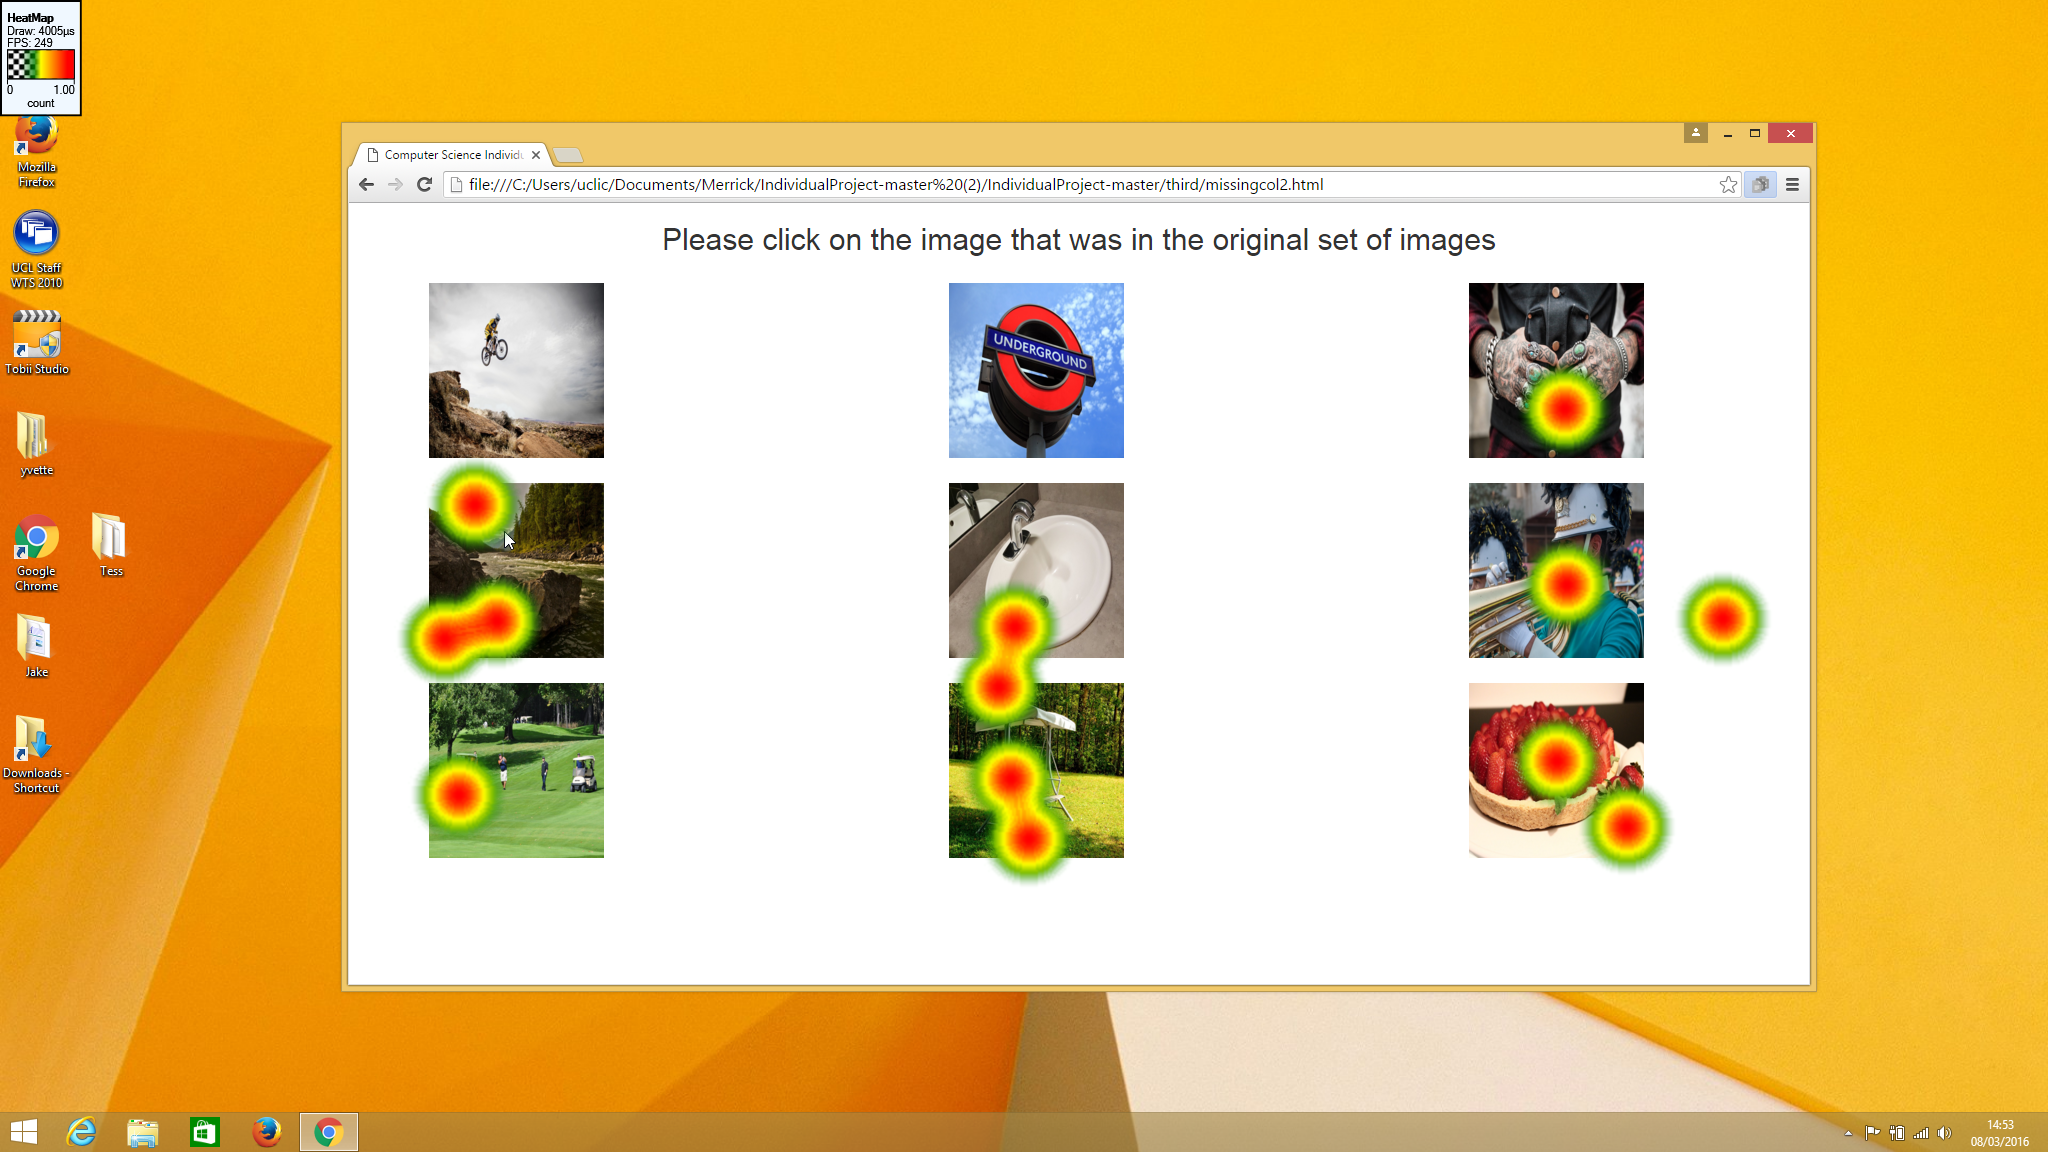 HeatMap
Draw: 4005µs
FPS: 249
0 1.00
count
Mozilla
Firefox
UCL Staff
WTS 2010
Tobii Studio
yvette
Google
Chrome
Tess
Jake
Downloads -
Shortcut
Computer Science Individu
file:///C:/Users/uclic/Documents/Merrick/IndividualProject-master%20(2)/IndividualProject-master/third/missingcol2.html
Please click on the image that was in the original set of images
UNDERGROUND
14:53
08/03/2016